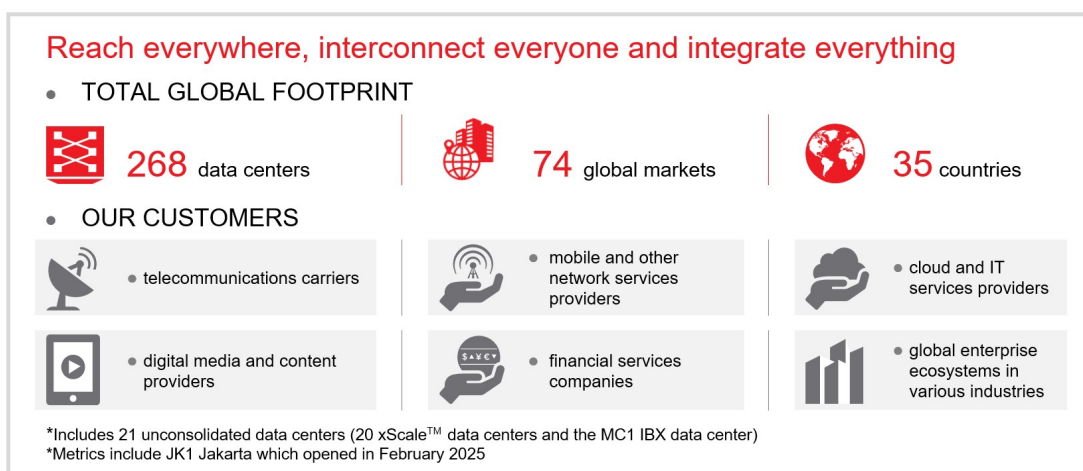 Reach everywhere, interconnect everyone and integrate everything
• TOTAL GLOBAL FOOTPRINT
268 data centers
74 global markets
35 countries
• OUR CUSTOMERS
• telecommunications carriers
• mobile and other
network services
providers
• cloud and IT
services providers
• digital media and content
providers
$ ▲ ¥ € ▼
• financial services
companies
• global enterprise
ecosystems in
various industries
*Includes 21 unconsolidated data centers (20 xScale™ data centers and the MC1 IBX data center)
*Metrics include JK1 Jakarta which opened in February 2025